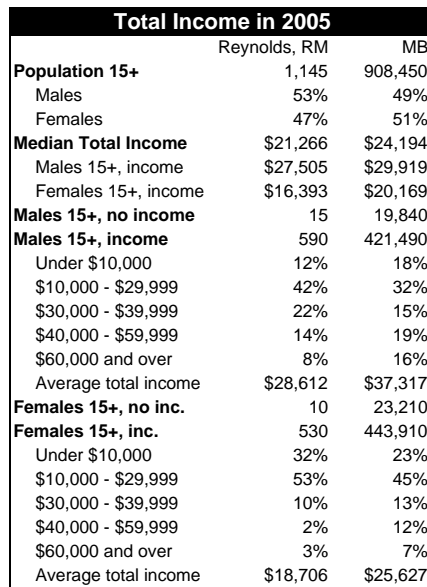 Total Income in 2005
Reynolds, RM MB
Population 15+ 1,145 908,450
Males 53% 49%
Females 47% 51%
Median Total Income $21,266 $24,194
Males 15+, income $27,505 $29,919
Females 15+, income $16,393 $20,169
Males 15+, no income 15 19,840
Males 15+, income 590 421,490
Under $10,000 12% 18%
$10,000 - $29,999 42% 32%
$30,000 - $39,999 22% 15%
$40,000 - $59,999 14% 19%
$60,000 and over 8% 16%
Average total income $28,612 $37,317
Females 15+, no inc. 10 23,210
Females 15+, inc. 530 443,910
Under $10,000 32% 23%
$10,000 - $29,999 53% 45%
$30,000 - $39,999 10% 13%
$40,000 - $59,999 2% 12%
$60,000 and over 3% 7%
Average total income $18,706 $25,627